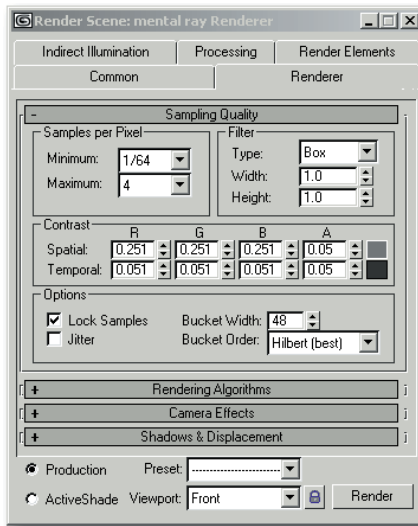 Render Scene: mental ray Renderer
Indirect Illumination Processing Render Elements
Common Renderer
- Sampling Quality
Samples per Pixel
Minimum: 1/64
Maximum: 4
Filter
Type: Box
Width: 1.0
Height: 1.0
Contrast
R G B A
Spatial: 0.251 0.251 0.251 0.05
Temporal: 0.051 0.051 0.051 0.05
Options
Lock Samples Bucket Width: 48
Jitter Bucket Order: Hilbert (best)
+ Rendering Algorithms
+ Camera Effects
+ Shadows & Displacement
Production Preset: -------------------------
ActiveShade Viewport: Front Render